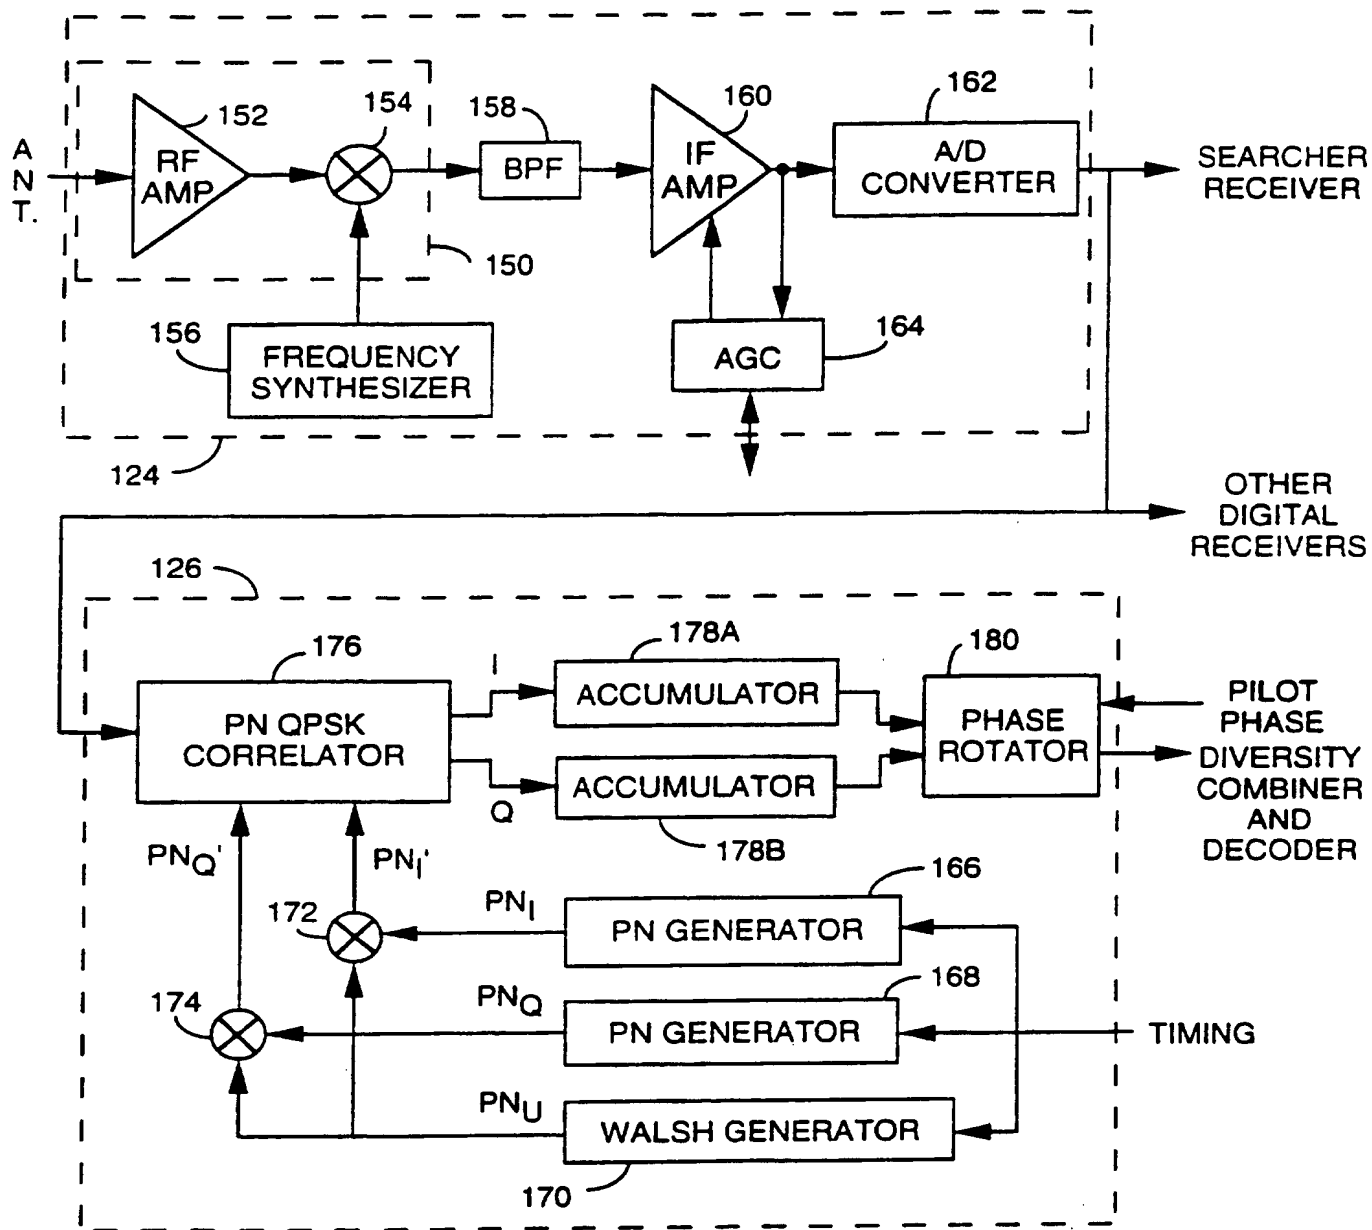 152
154
158
160
162
A
N
T.
RF
AMP
BPF
IF
AMP
A/D
CONVERTER
SEARCHER
RECEIVER
150
156
FREQUENCY
SYNTHESIZER
AGC
164
124
OTHER
DIGITAL
RECEIVERS
126
176
178A
180
I
PN QPSK
CORRELATOR
ACCUMULATOR
PHASE
ROTATOR
PILOT
PHASE
ACCUMULATOR
Q
178B
DIVERSITY
COMBINER
AND
DECODER
PNQ'
PNI'
166
172
PNI
PN GENERATOR
168
174
PNQ
PN GENERATOR
TIMING
PNU
WALSH GENERATOR
170